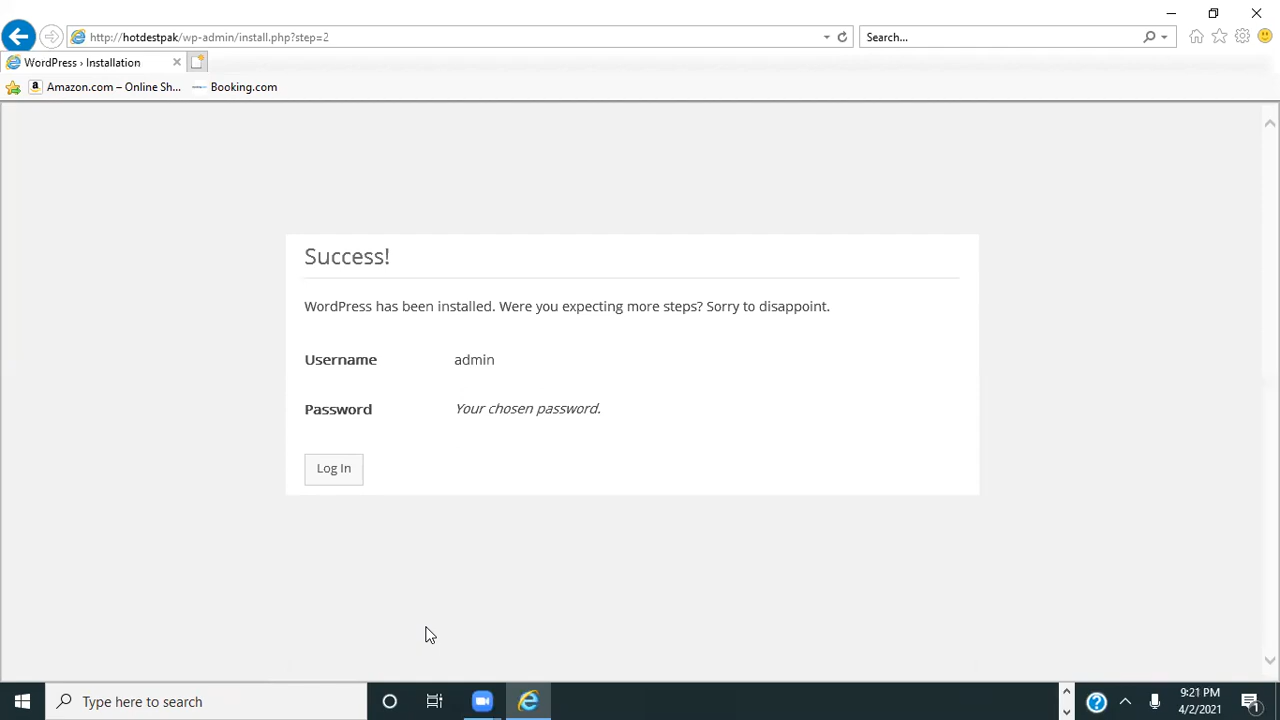 http://hotdestpak/wp-admin/install.php?step=2
Search...
WordPress › Installation
Amazon.com – Online Sh...
Booking.com
Success!
WordPress has been installed. Were you expecting more steps? Sorry to disappoint.
Username admin
Password Your chosen password.
Log In
Type here to search
9:21 PM
4/2/2021
1